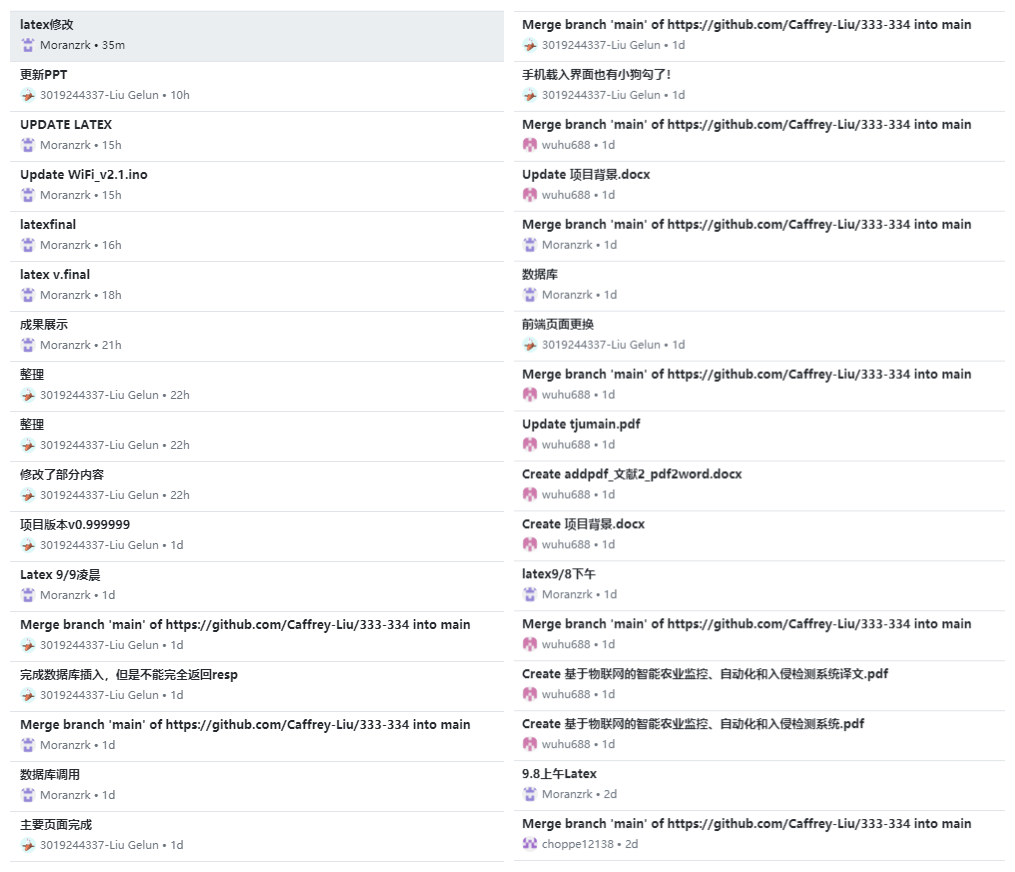 latex修改
Moranzrk • 35m
更新PPT
3019244337-Liu Gelun • 10h
UPDATE LATEX
Moranzrk • 15h
Update WiFi_v2.1.ino
Moranzrk • 15h
latexfinal
Moranzrk • 16h
latex v.final
Moranzrk • 18h
成果展示
Moranzrk • 21h
整理
3019244337-Liu Gelun • 22h
整理
3019244337-Liu Gelun • 22h
修改了部分内容
3019244337-Liu Gelun • 22h
项目版本v0.999999
3019244337-Liu Gelun • 1d
Latex 9/9凌晨
Moranzrk • 1d
Merge branch 'main' of https://github.com/Caffrey-Liu/333-334 into main
3019244337-Liu Gelun • 1d
完成数据库插入，但是不能完全返回resp
3019244337-Liu Gelun • 1d
Merge branch 'main' of https://github.com/Caffrey-Liu/333-334 into main
Moranzrk • 1d
数据库调用
Moranzrk • 1d
主要页面完成
3019244337-Liu Gelun • 1d
Merge branch 'main' of https://github.com/Caffrey-Liu/333-334 into main
3019244337-Liu Gelun • 1d
手机载入界面也有小狗勾了！
3019244337-Liu Gelun • 1d
Merge branch 'main' of https://github.com/Caffrey-Liu/333-334 into main
wuhu688 • 1d
Update 项目背景.docx
wuhu688 • 1d
Merge branch 'main' of https://github.com/Caffrey-Liu/333-334 into main
Moranzrk • 1d
数据库
Moranzrk • 1d
前端页面更换
3019244337-Liu Gelun • 1d
Merge branch 'main' of https://github.com/Caffrey-Liu/333-334 into main
wuhu688 • 1d
Update tjumain.pdf
wuhu688 • 1d
Create addpdf_文献2_pdf2word.docx
wuhu688 • 1d
Create 项目背景.docx
wuhu688 • 1d
latex9/8下午
Moranzrk • 1d
Merge branch 'main' of https://github.com/Caffrey-Liu/333-334 into main
wuhu688 • 1d
Create 基于物联网的智能农业监控、自动化和入侵检测系统译文.pdf
wuhu688 • 1d
Create 基于物联网的智能农业监控、自动化和入侵检测系统.pdf
wuhu688 • 1d
9.8上午Latex
Moranzrk • 2d
Merge branch 'main' of https://github.com/Caffrey-Liu/333-334 into main
choppe12138 • 2d